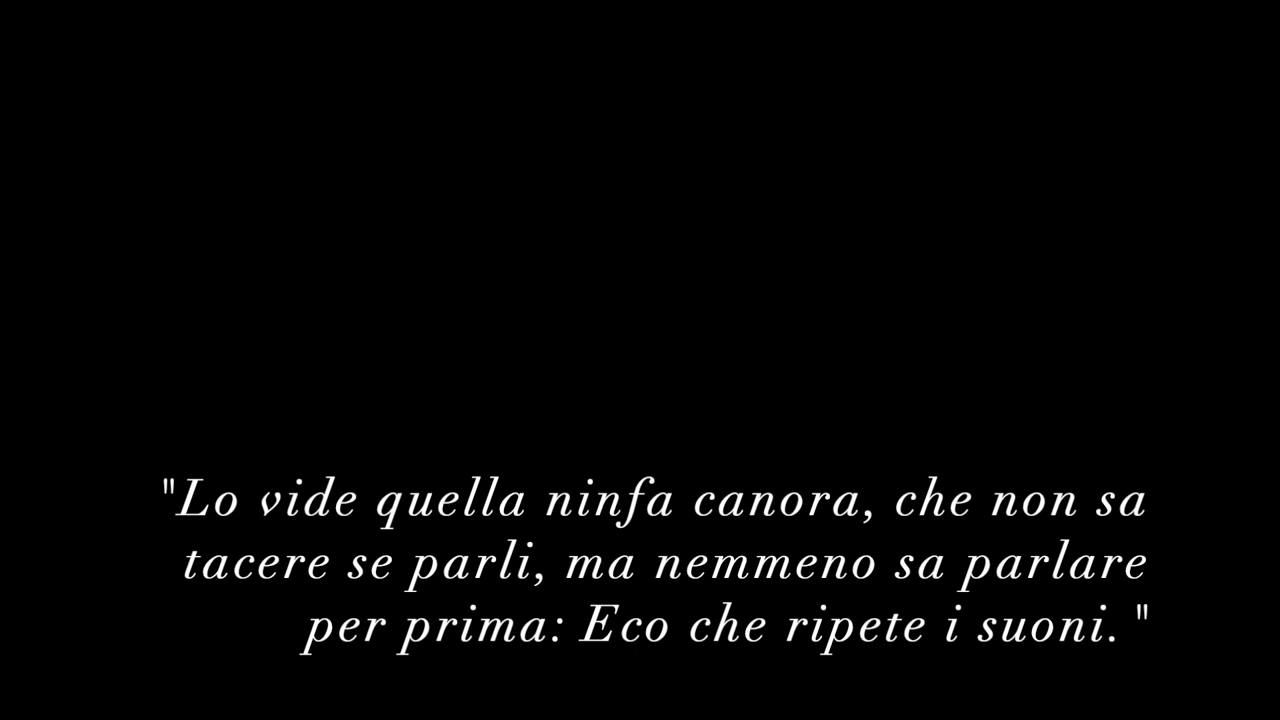 "Lo vide quella ninfa canora, che non sa
tacere se parli, ma nemmeno sa parlare
per prima: Eco che ripete i suoni. "